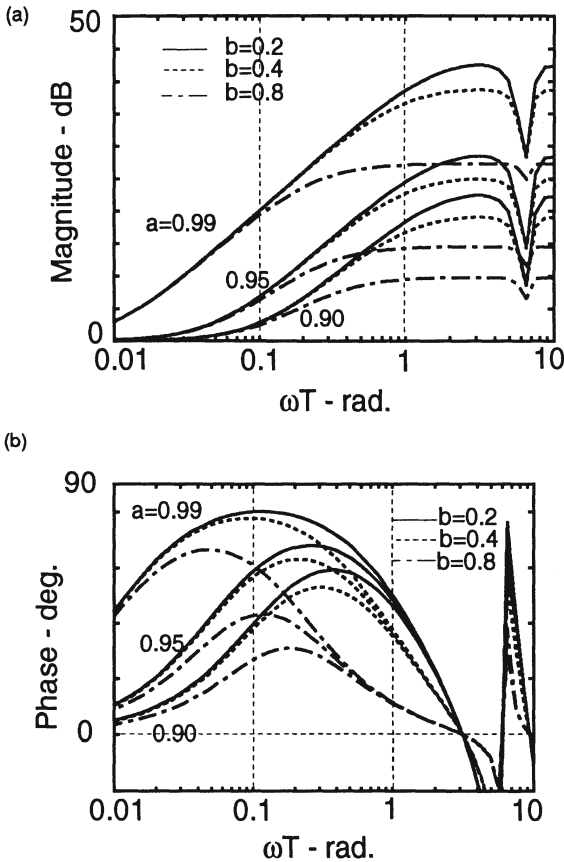 (a)
50
b=0.2
b=0.4
b=0.8
Magnitude - dB
a=0.99
0.95
0.90
0
0.01
0.1
1
10
ωT - rad.
(b)
90
a=0.99
b=0.2
b=0.4
b=0.8
Phase - deg.
0.95
0
0.90
0.01
0.1
1
10
ωT - rad.